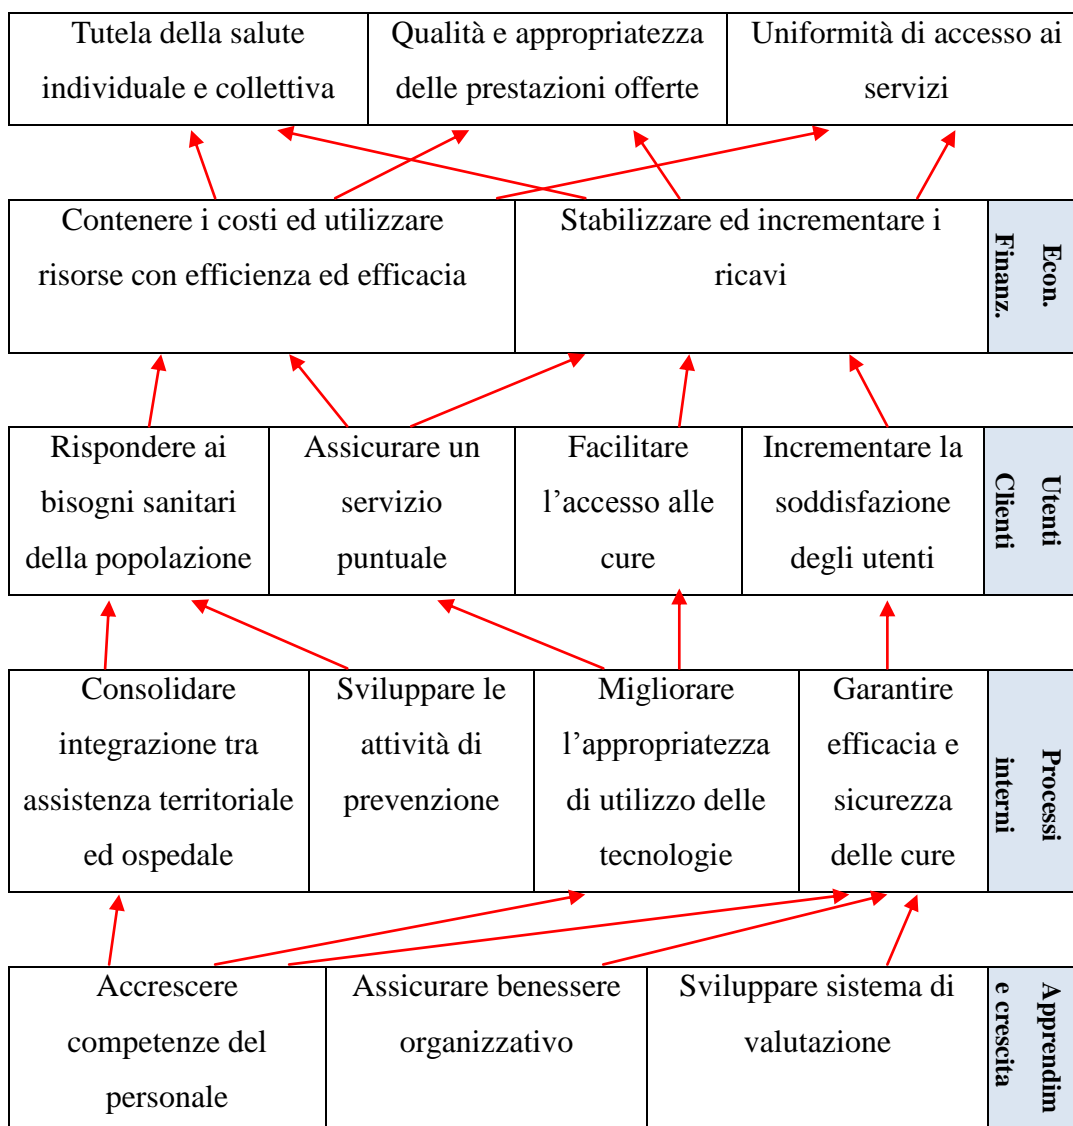 Tutela della salute
individuale e collettiva
Qualità e appropriatezza
delle prestazioni offerte
Uniformità di accesso ai
servizi
Contenere i costi ed utilizzare
risorse con efficienza ed efficacia
Stabilizzare ed incrementare i
ricavi
Econ.
Finanz.
Rispondere ai
bisogni sanitari
della popolazione
Assicurare un
servizio
puntuale
Facilitare
l’accesso alle
cure
Incrementare la
soddisfazione
degli utenti
Utenti
Clienti
Consolidare
integrazione tra
assistenza territoriale
ed ospedale
Sviluppare le
attività di
prevenzione
Migliorare
l’appropriatezza
di utilizzo delle
tecnologie
Garantire
efficacia e
sicurezza
delle cure
Processi
interni
Accrescere
competenze del
personale
Assicurare benessere
organizzativo
Sviluppare sistema di
valutazione
Apprendim
e crescita